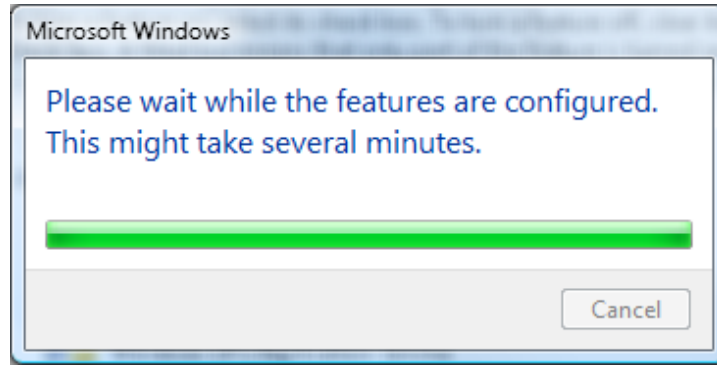 Microsoft Windows
Please wait while the features are configured.
This might take several minutes.
Cancel